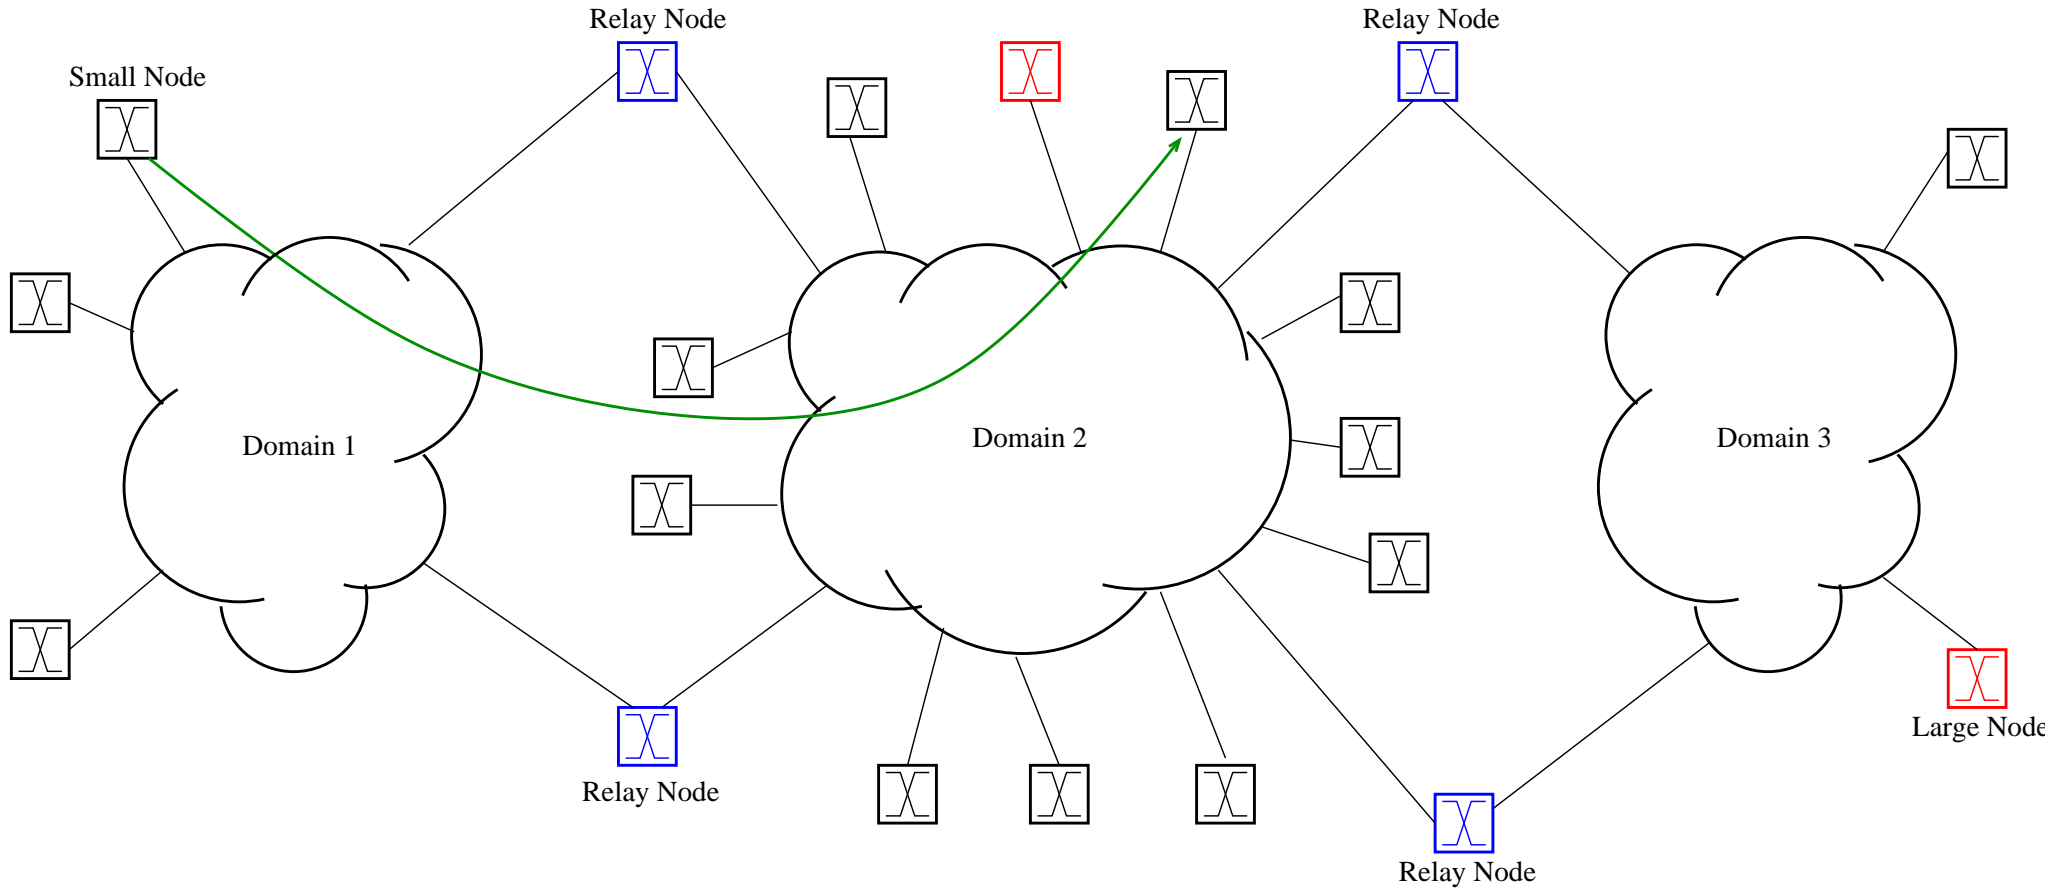 Relay Node
Relay Node
Small Node
Domain 1
Domain 2
Domain 3
Large Node
Relay Node
Relay Node